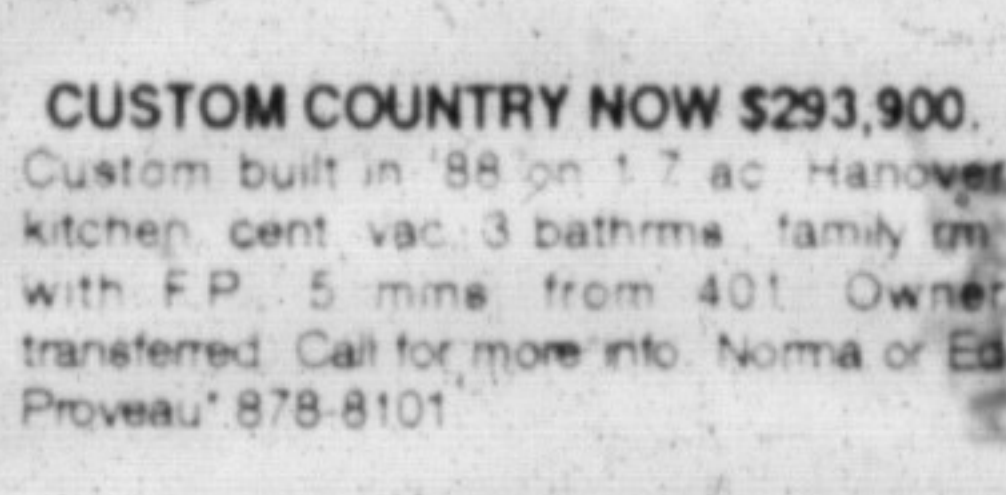 CUSTOM COUNTRY NOW $293,900.
Custom built in '88 on 1.7 ac Hanover
kitchen, cent. vac., 3 bathrms., family rm
with F.P. 5 mins from 401. Owner
transferred. Call for more info. Norma or Ed
Proveau* 878-8101